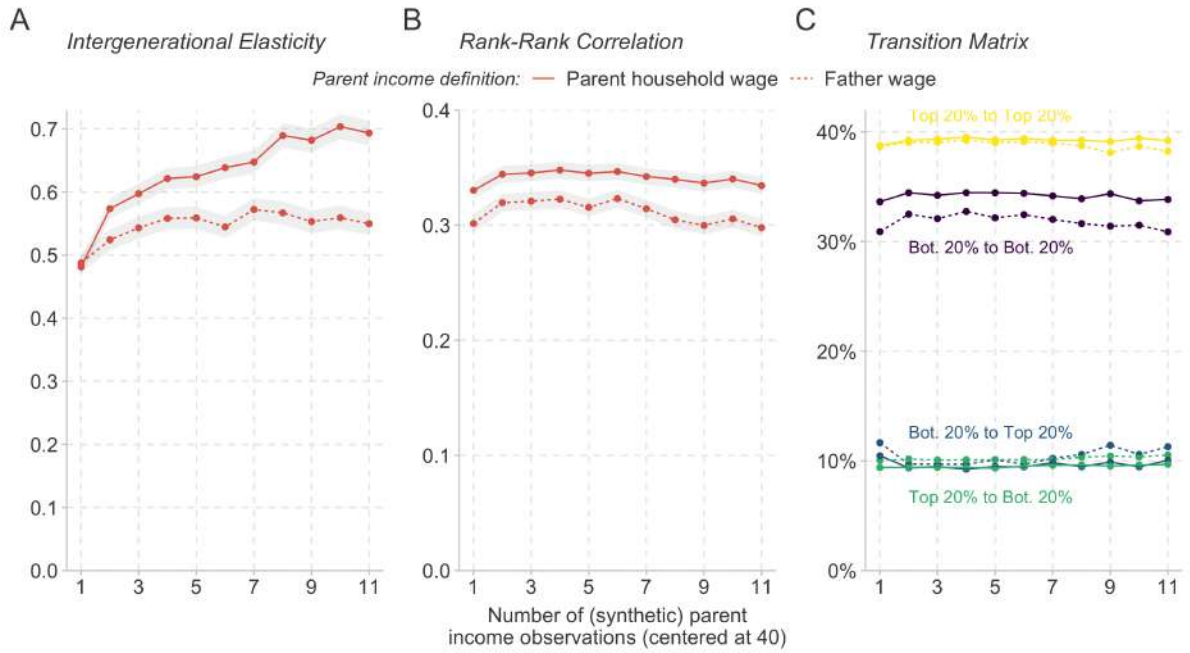 A
Intergenerational Elasticity
B
Rank-Rank Correlation
C
Transition Matrix
Parent income definition: Parent household wage Father wage
0.7
0.6
0.5
0.4
0.3
0.2
0.1
0.0
1 3 5 7 9 11
0.4
0.3
0.2
0.1
0.0
1 3 5 7 9 11
Number of (synthetic) parent
income observations (centered at 40)
40%
30%
20%
10%
0%
Top 20% to Top 20%
Bot. 20% to Bot. 20%
Bot. 20% to Top 20%
Top 20% to Bot. 20%
1 3 5 7 9 11